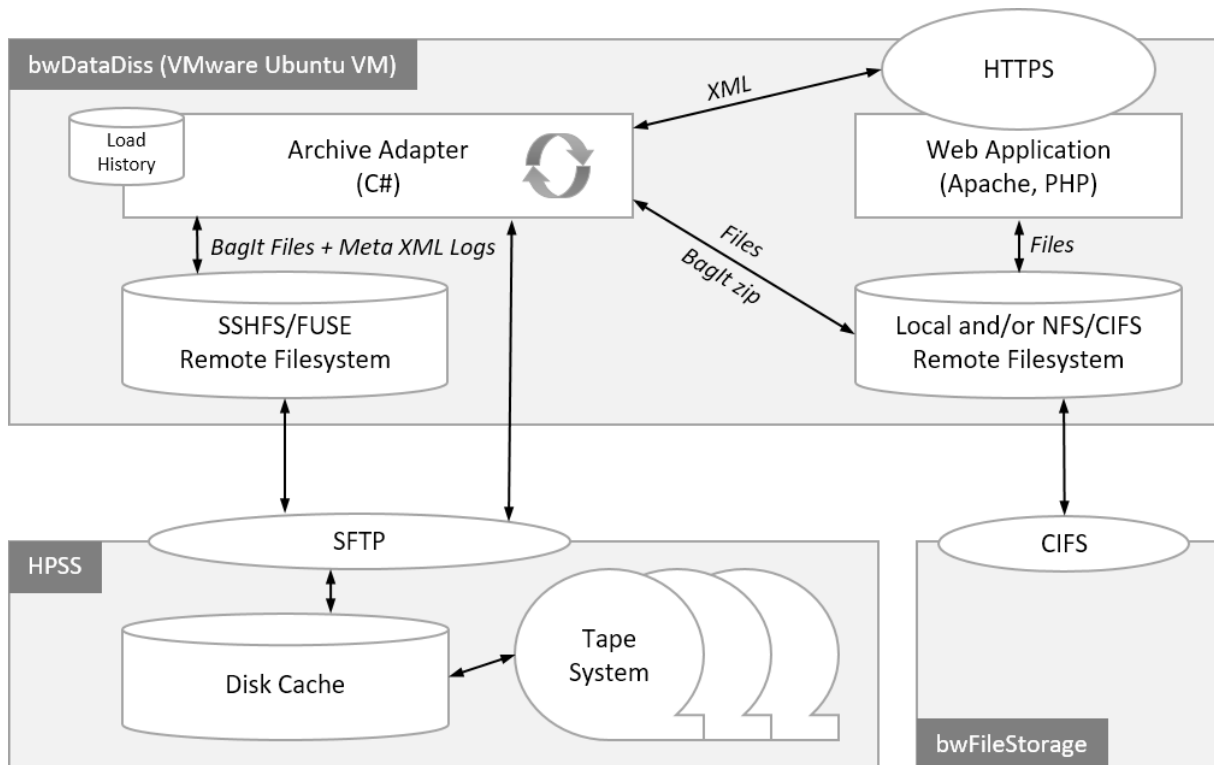 bwDataDiss (VMware Ubuntu VM)
HTTPS
XML
Load
History
Archive Adapter
(C#)
Web Application
(Apache, PHP)
BagIt Files + Meta XML Logs
Files
BagIt zip
Files
SSHFS/FUSE
Remote Filesystem
Local and/or NFS/CIFS
Remote Filesystem
SFTP
CIFS
HPSS
Disk Cache
Tape
System
bwFileStorage